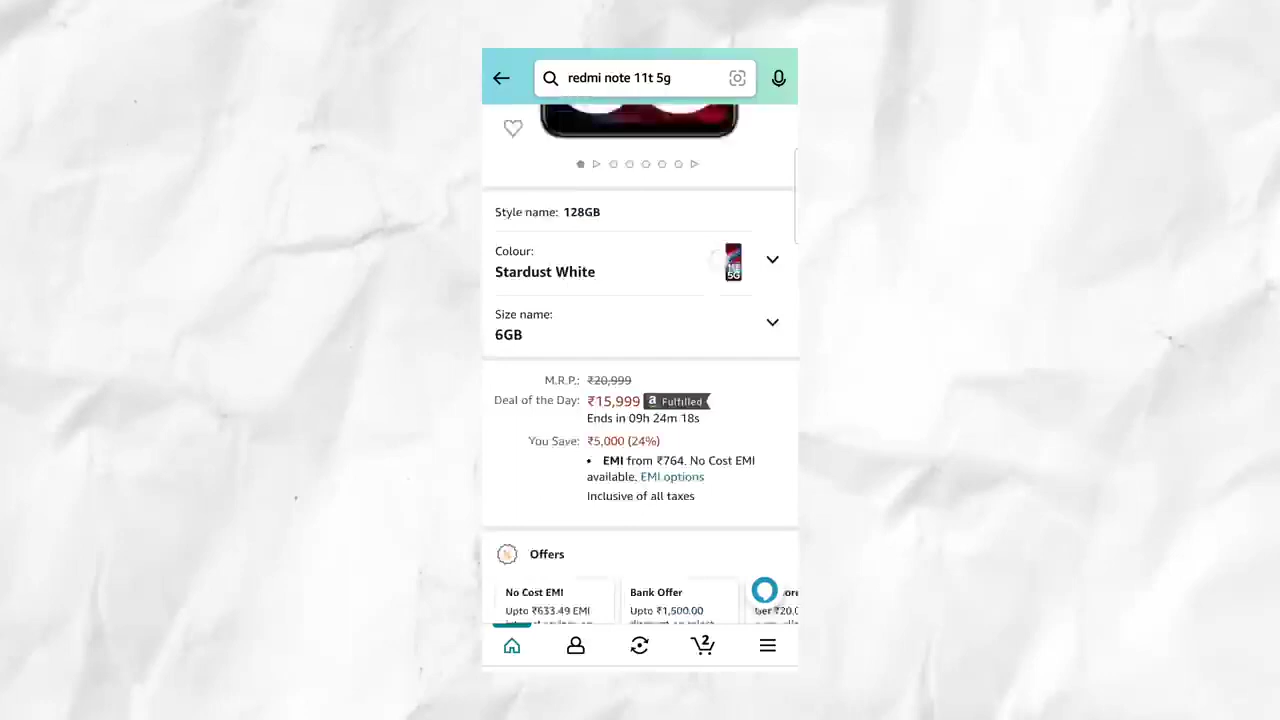 redmi note 11t 5g
Style name: 128GB
Colour:
Stardust White
11T
5G
Size name:
6GB
M.R.P.: ₹20,999
Deal of the Day: ₹15,999 a Fulfilled
Ends in 09h 24m 18s
You Save: ₹5,000 (24%)
• EMI from ₹764. No Cost EMI
available. EMI options
Inclusive of all taxes
Offers
No Cost EMI
Upto ₹633.49 EMI
Bank Offer
Upto ₹1,500.00
2